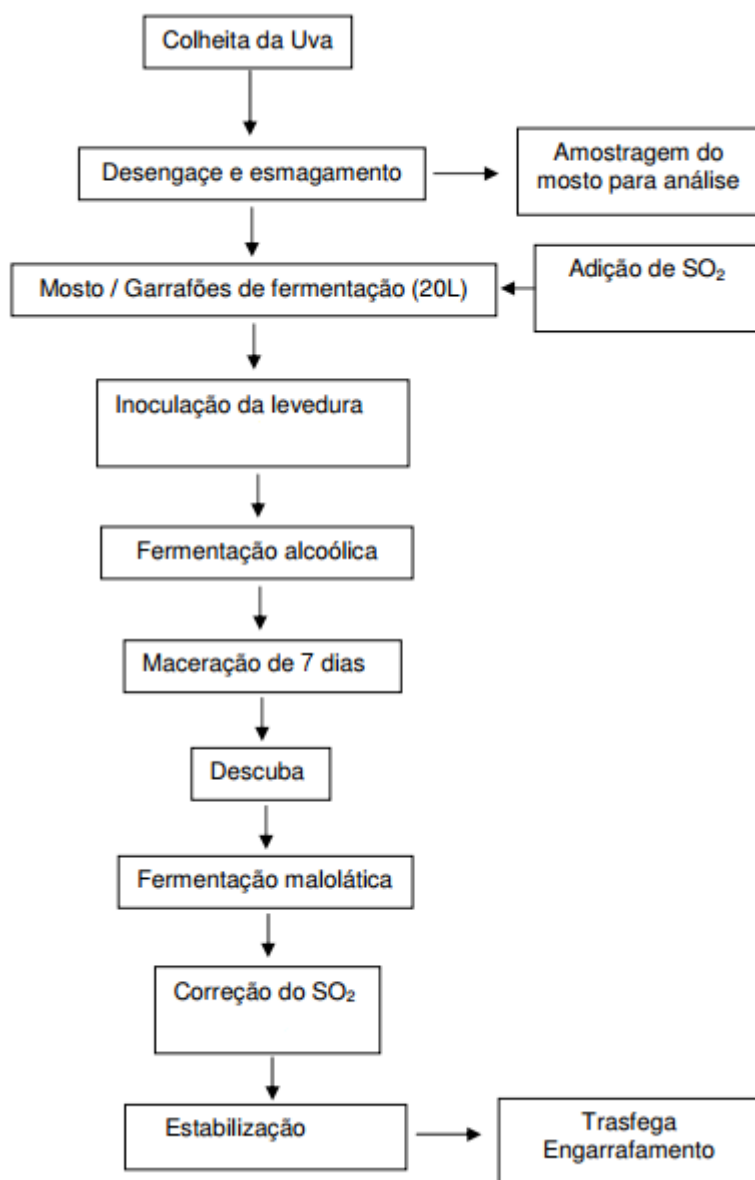 Colheita da Uva
Desengaçe e esmagamento
Amostragem do
mosto para análise
Mosto / Garrafões de fermentação (20L)
Adição de SO₂
Inoculação da levedura
Fermentação alcoólica
Maceração de 7 dias
Descuba
Fermentação malolática
Correção do SO₂
Estabilização
Trasfega
Engarrafamento